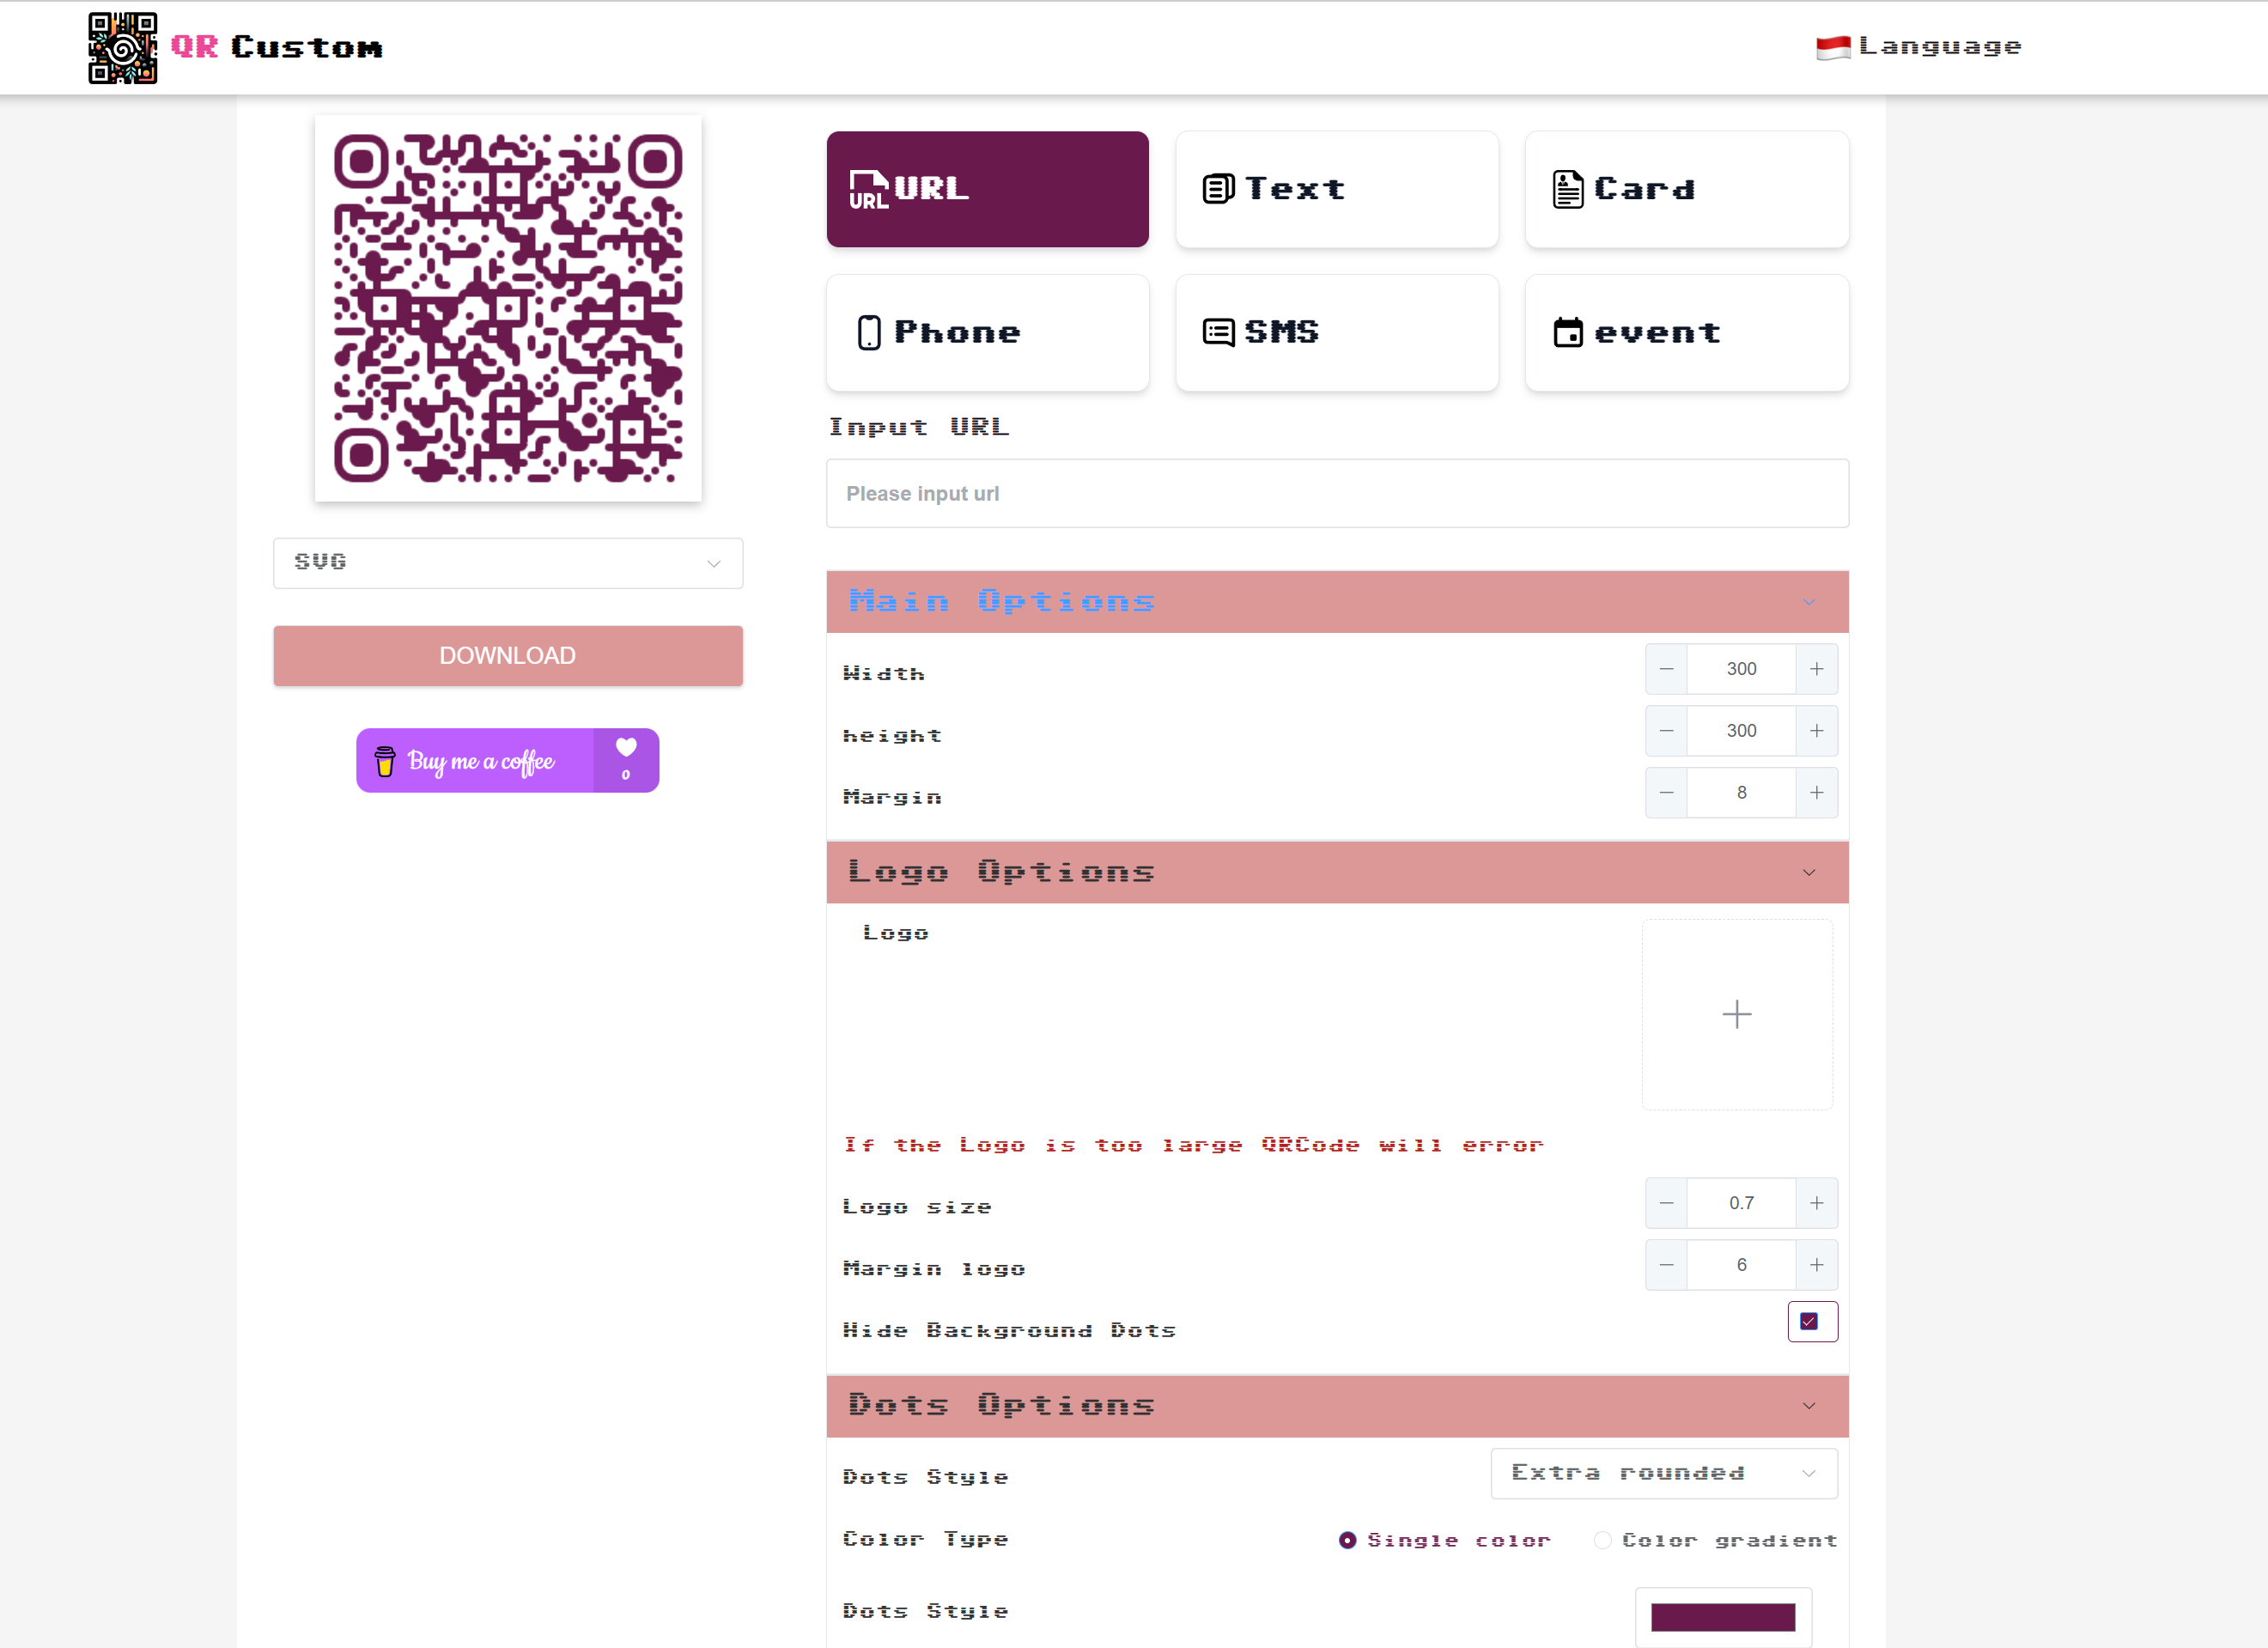 QR Custom
Language
URL
URL
Text
Card
Phone
SMS
event
Input URL
Please input url
SVG
DOWNLOAD
Buy me a coffee
0
Main Options
Width
300
height
300
Margin
8
Logo Options
Logo
If the Logo is too large QRCode will error
Logo size
0.7
Margin logo
6
Hide Background Dots
Dots Options
Dots Style
Extra rounded
Color Type
Single color
Color gradient
Dots Style